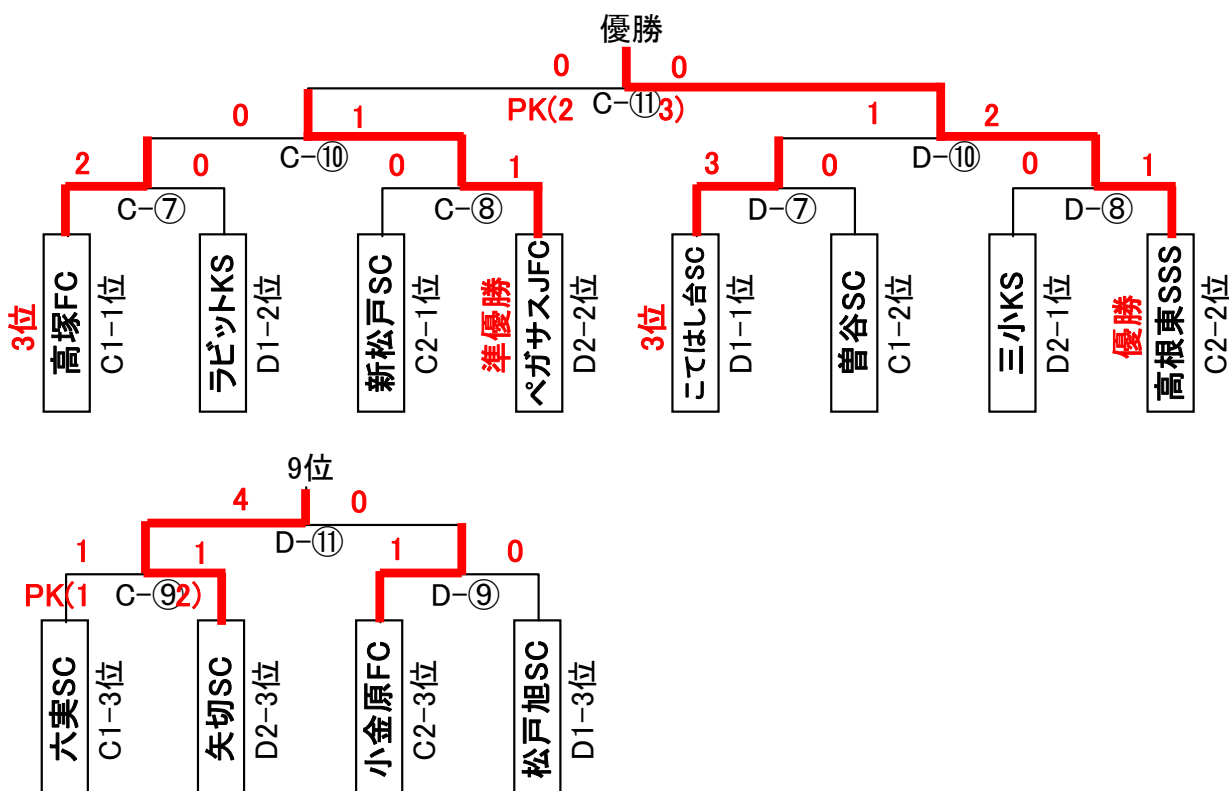 優勝
0 0
PK(2 C-⑪ 3)
0 1 1 2
C-⑩ D-⑩
2 0 0 1 3 0 0 1
C-⑦ C-⑧ D-⑦ D-⑧
3位
高塚FC
C1-1位
ラビットKS
D1-2位
新松戸SC
C2-1位
準優勝
ペガサスJFC
D2-2位
3位
こてはし台SC
D1-1位
曽谷SC
C1-2位
三小KS
D2-1位
優勝
高根東SSS
C2-2位
9位
4 0
D-⑪
1 1 1 0
PK(1 C-⑨ 2) D-⑨
六実SC
C1-3位
矢切SC
D2-3位
小金原FC
C2-3位
松戸旭SC
D1-3位